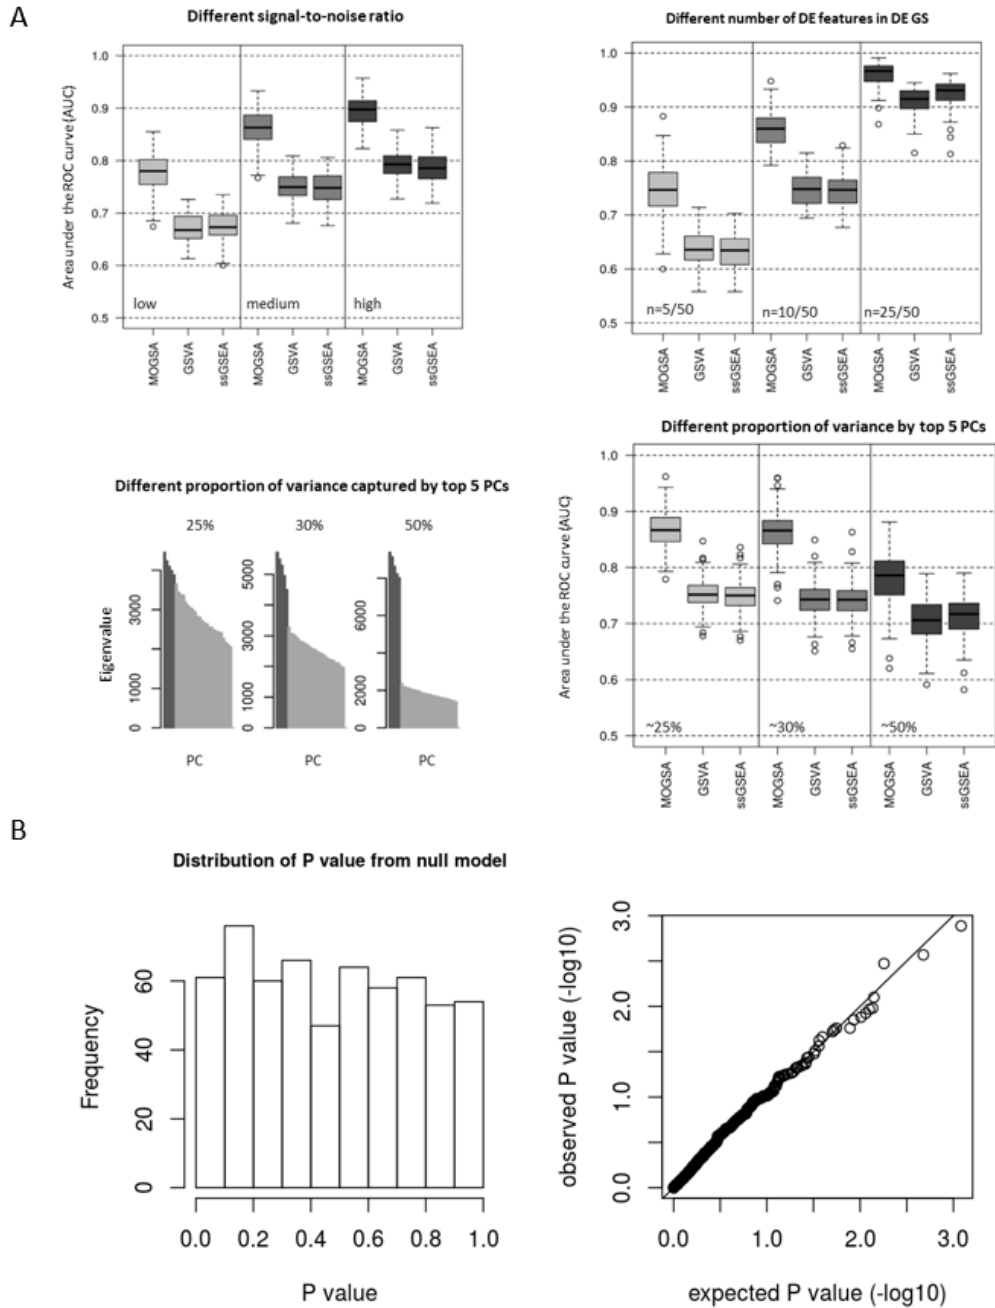 A
Different signal-to-noise ratio
Area under the ROC curve (AUC)
1.0
0.9
0.8
0.7
0.6
0.5
low
medium
high
MOGSA
GSVA
ssGSEA
MOGSA
GSVA
ssGSEA
MOGSA
GSVA
ssGSEA
Different number of DE features in DE GS
1.0
0.9
0.8
0.7
0.6
0.5
n=5/50
n=10/50
n=25/50
MOGSA
GSVA
ssGSEA
MOGSA
GSVA
ssGSEA
MOGSA
GSVA
ssGSEA
Different proportion of variance captured by top 5 PCs
25%
30%
50%
Eigenvalue
3000
1000
0
5000
3000
1000
0
6000
2000
0
PC
PC
PC
Different proportion of variance by top 5 PCs
Area under the ROC curve (AUC)
1.0
0.9
0.8
0.7
0.6
0.5
~25%
~30%
~50%
MOGSA
GSVA
ssGSEA
MOGSA
GSVA
ssGSEA
MOGSA
GSVA
ssGSEA
B
Distribution of P value from null model
Frequency
60
40
20
0
0.0 0.2 0.4 0.6 0.8 1.0
P value
observed P value (-log10)
3.0
2.0
1.0
0.0
0.0 1.0 2.0 3.0
expected P value (-log10)